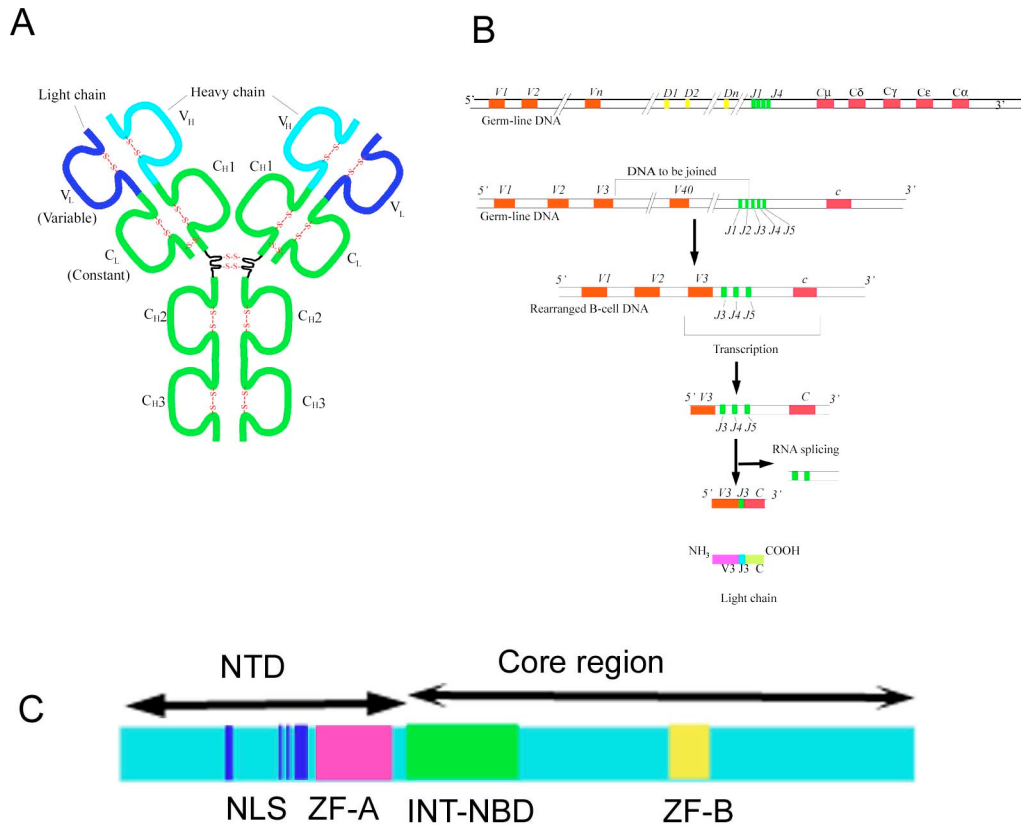 A
Light chain
Heavy chain
VH
VH
CH1
CH1
VL
(Variable)
VL
CL
(Constant)
CL
-S-S-
CH2
CH2
CH3
CH3
B
5' V1 V2 Vn D1 D2 Dn J1 J4 Cμ Cδ Cγ Cε Cα 3'
Germ-line DNA
DNA to be joined
5' V1 V2 V3 V40 c 3'
Germ-line DNA
J1 J2 J3 J4 J5
5' V1 V2 V3 c 3'
Rearranged B-cell DNA
J3 J4 J5
Transcription
5' V3 C 3'
J3 J4 J5
RNA splicing
5' V3 J3 C 3'
NH3 COOH
V3 J3 C
Light chain
C
NTD
Core region
NLS ZF-A INT-NBD ZF-B